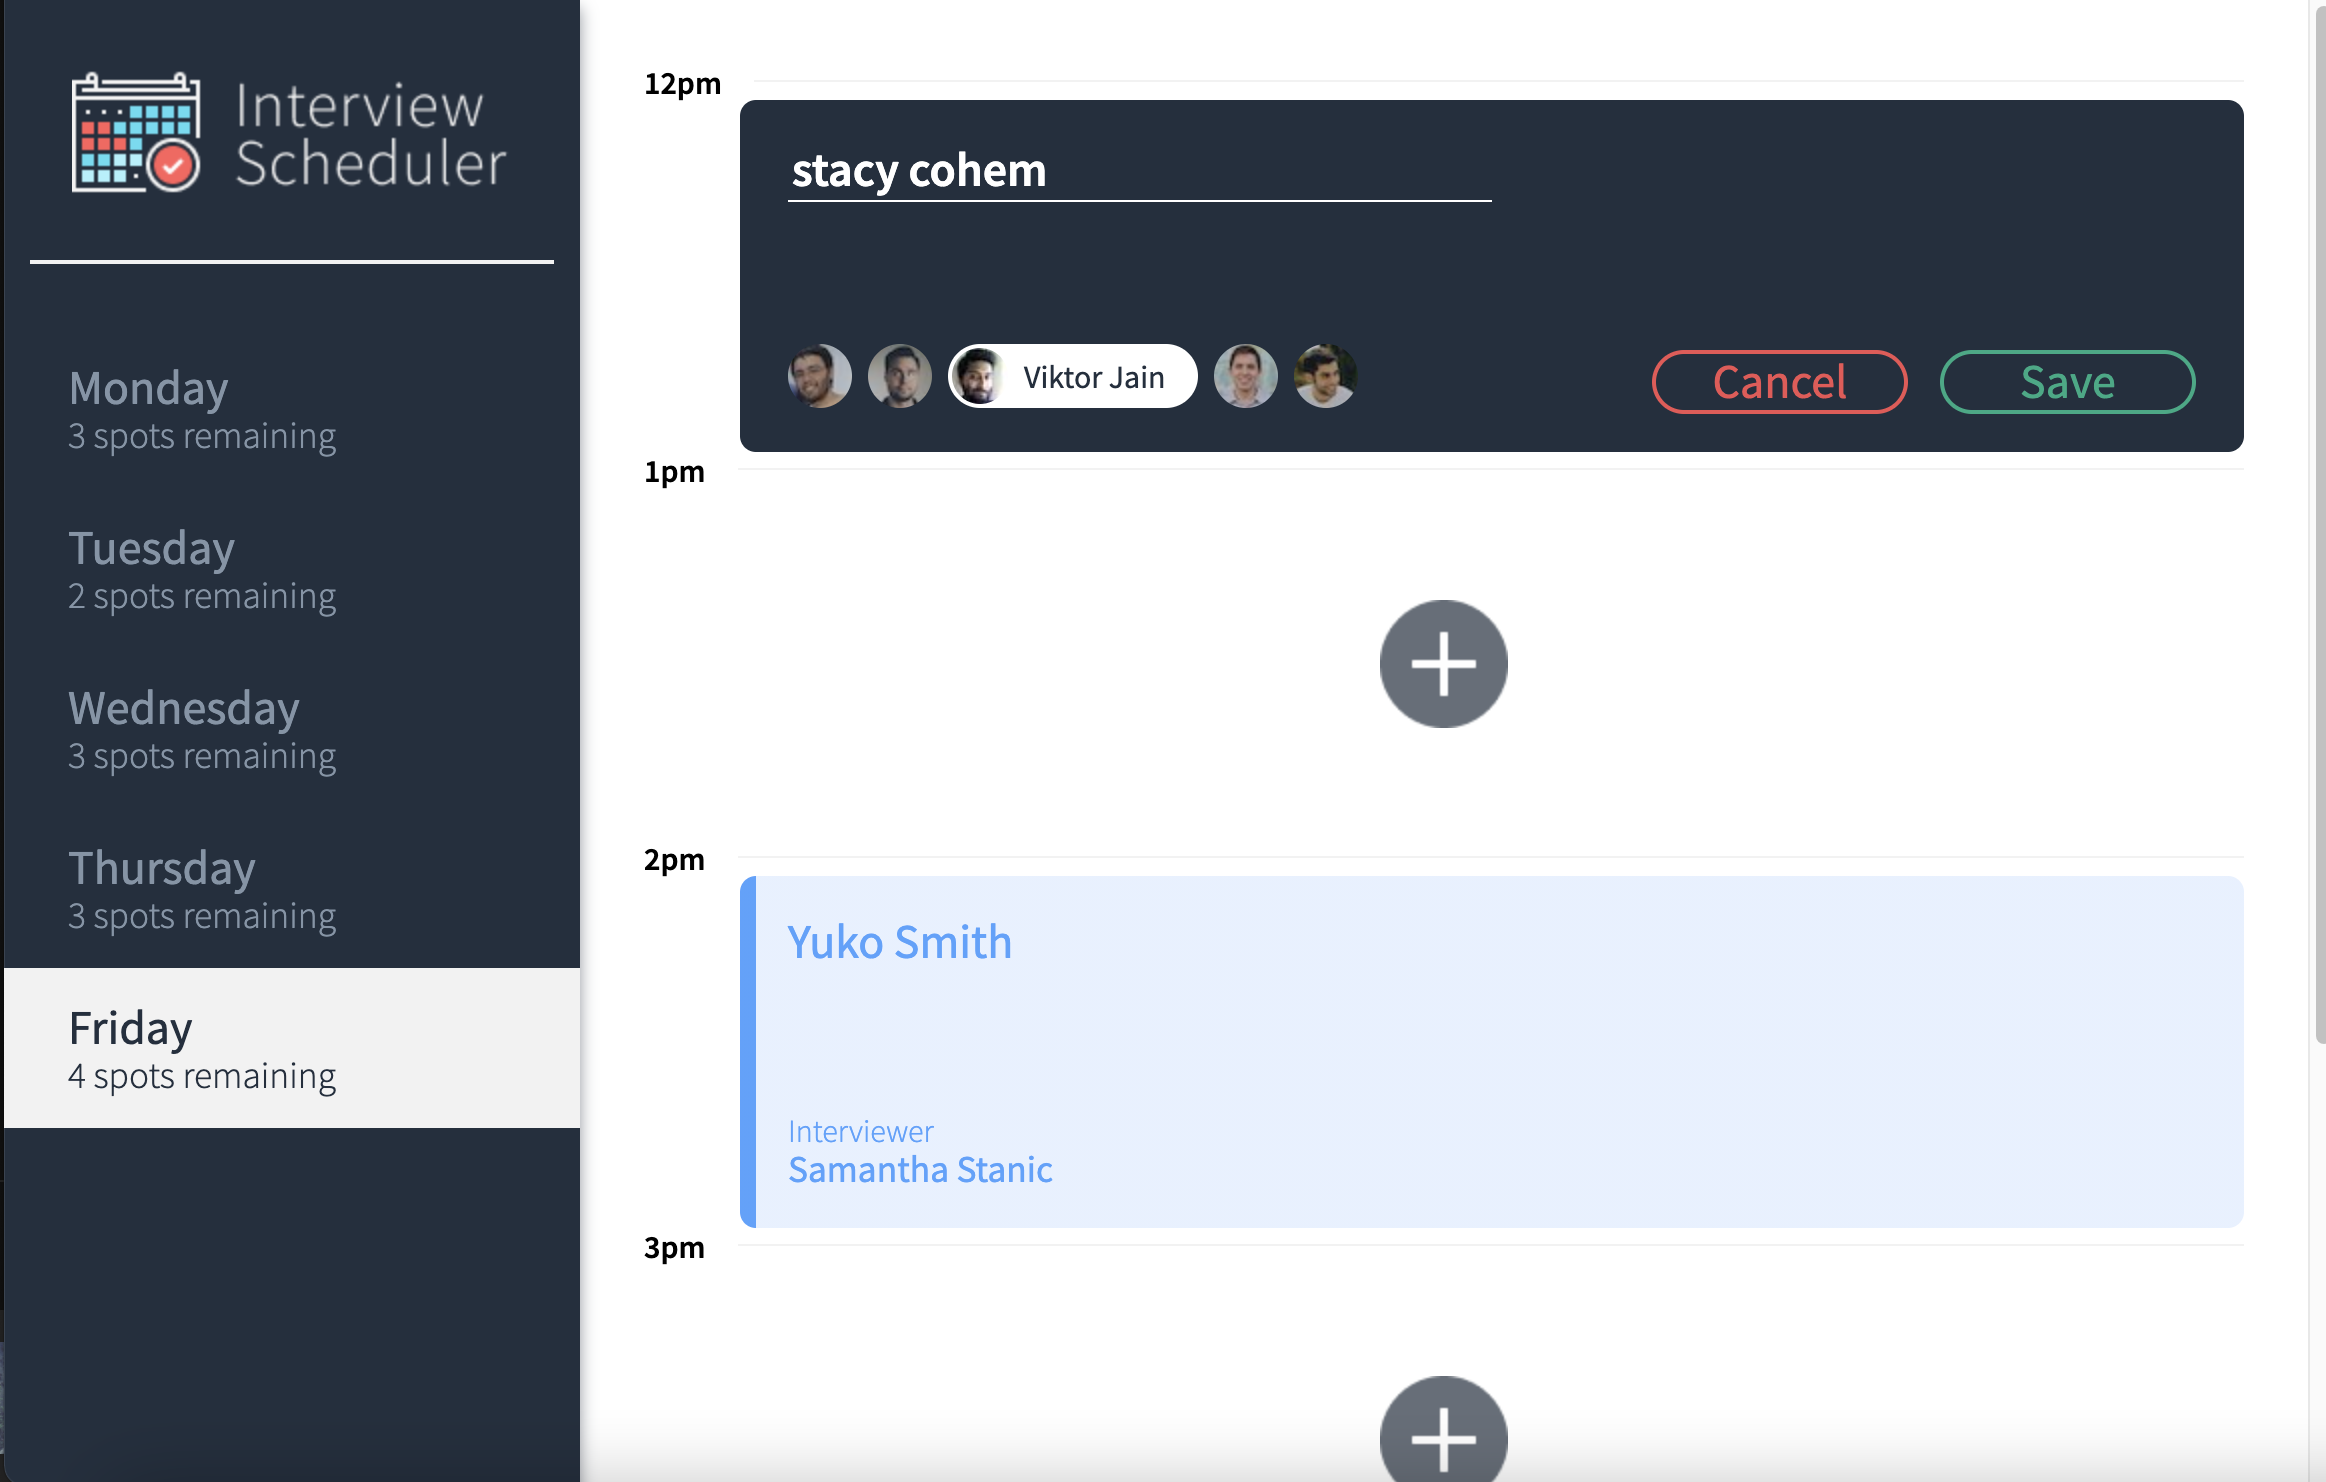 Interview
Scheduler
Monday
3 spots remaining
Tuesday
2 spots remaining
Wednesday
3 spots remaining
Thursday
3 spots remaining
Friday
4 spots remaining
12pm
stacy cohem
Viktor Jain
Cancel
Save
1pm
2pm
Yuko Smith
Interviewer
Samantha Stanic
3pm